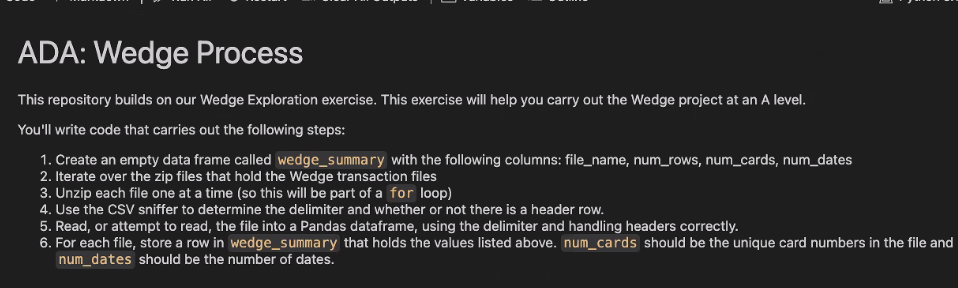 ADA: Wedge Process
This repository builds on our Wedge Exploration exercise. This exercise will help you carry out the Wedge project at an A level.
You'll write code that carries out the following steps:
1. Create an empty data frame called wedge_summary with the following columns: file_name, num_rows, num_cards, num_dates
2. Iterate over the zip files that hold the Wedge transaction files
3. Unzip each file one at a time (so this will be part of a for loop)
4. Use the CSV sniffer to determine the delimiter and whether or not there is a header row.
5. Read, or attempt to read, the file into a Pandas dataframe, using the delimiter and handling headers correctly.
6. For each file, store a row in wedge_summary that holds the values listed above. num_cards should be the unique card numbers in the file and
num_dates should be the number of dates.